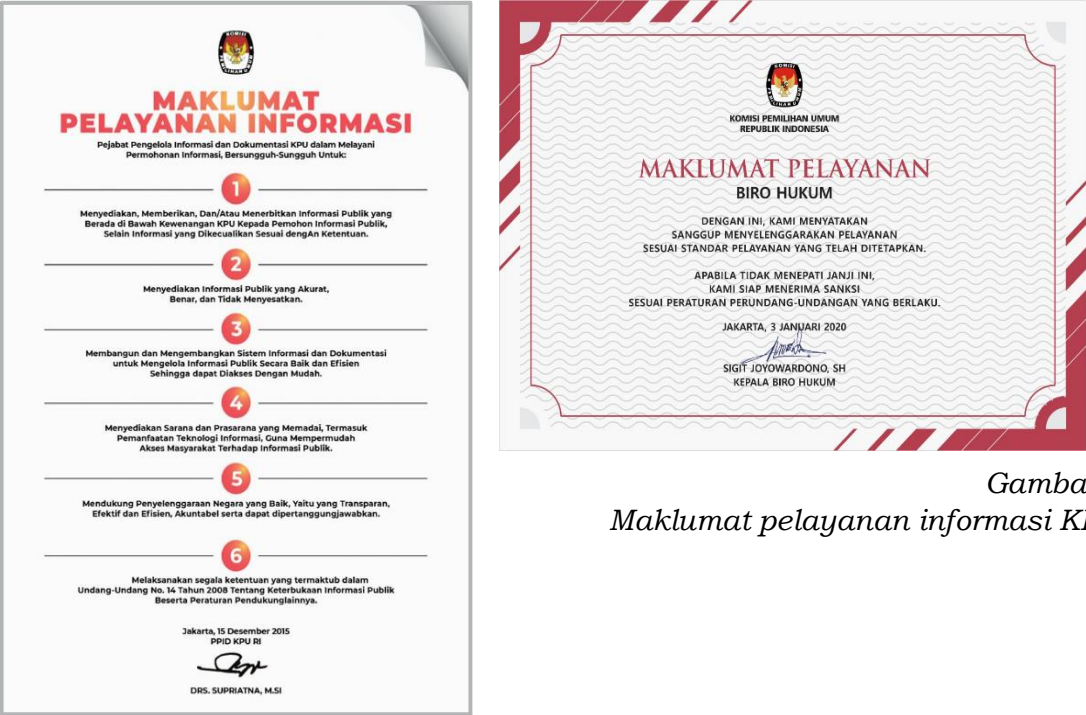 KOMISI
PEMILIHAN UMUM
MAKLUMAT
PELAYANAN INFORMASI
Pejabat Pengelola Informasi dan Dokumentasi KPU dalam Melayani
Permohonan Informasi, Bersungguh-Sungguh Untuk:
1
Menyediakan, Memberikan, Dan/Atau Menerbitkan Informasi Publik yang
Berada di Bawah Kewenangan KPU Kepada Pemohon Informasi Publik,
Selain Informasi yang Dikecualikan Sesuai dengAn Ketentuan.
2
Menyediakan Informasi Publik yang Akurat,
Benar, dan Tidak Menyesatkan.
3
Membangun dan Mengembangkan Sistem Informasi dan Dokumentasi
untuk Mengelola Informasi Publik Secara Baik dan Efisien
Sehingga dapat Diakses Dengan Mudah.
4
Menyediakan Sarana dan Prasarana yang Memadai, Termasuk
Pemanfaatan Teknologi Informasi, Guna Mempermudah
Akses Masyarakat Terhadap Informasi Publik.
5
Mendukung Penyelenggaraan Negara yang Baik, Yaitu yang Transparan,
Efektif dan Efisien, Akuntabel serta dapat dipertanggungjawabkan.
6
Melaksanakan segala ketentuan yang termaktub dalam
Undang-Undang No. 14 Tahun 2008 Tentang Keterbukaan Informasi Publik
Beserta Peraturan Pendukunglainnya.
Jakarta, 15 Desember 2015
PPID KPU RI
DRS. SUPRIATNA, M.SI
KOMISI
PEMILIHAN UMUM
KOMISI PEMILIHAN UMUM
REPUBLIK INDONESIA
MAKLUMAT PELAYANAN
BIRO HUKUM
DENGAN INI, KAMI MENYATAKAN
SANGGUP MENYELENGGARAKAN PELAYANAN
SESUAI STANDAR PELAYANAN YANG TELAH DITETAPKAN.
APABILA TIDAK MENEPATI JANJI INI,
KAMI SIAP MENERIMA SANKSI
SESUAI PERATURAN PERUNDANG-UNDANGAN YANG BERLAKU.
JAKARTA, 3 JANUARI 2020
SIGIT JOYOWARDONO, SH
KEPALA BIRO HUKUM
Gamba
Maklumat pelayanan informasi